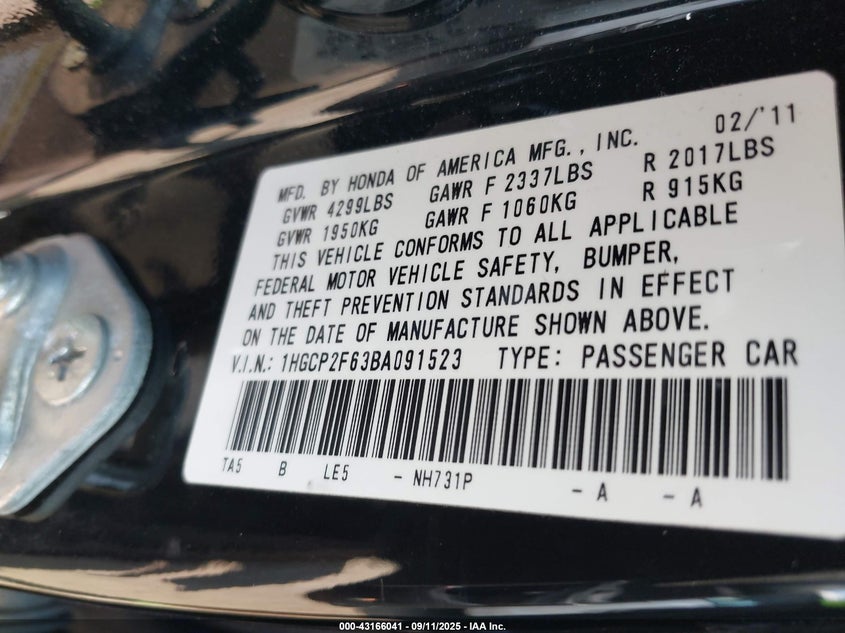 02/'11
MFD. BY HONDA OF AMERICA MFG., INC.
GVWR 4299LBS GAWR F 2337LBS R 2017LBS
GVWR 1950KG GAWR F 1060KG R 915KG
THIS VEHICLE CONFORMS TO ALL APPLICABLE
FEDERAL MOTOR VEHICLE SAFETY, BUMPER,
AND THEFT PREVENTION STANDARDS IN EFFECT
ON THE DATE OF MANUFACTURE SHOWN ABOVE.
V.I.N.: 1HGCP2F63BA091523 TYPE: PASSENGER CAR
TA5 B LE5 - NH731P - A - A
000-43166041 - 09/11/2025 - IAA Inc.